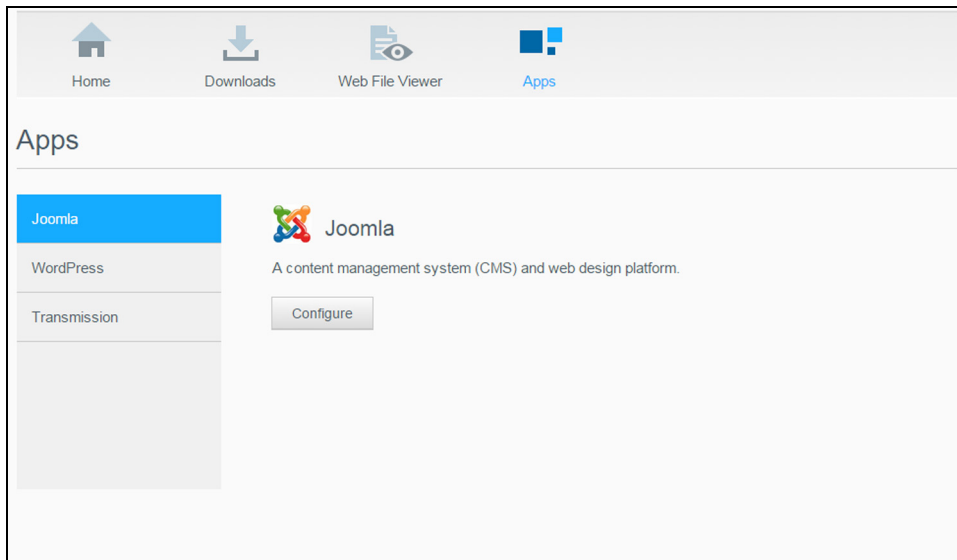 Home Downloads Web File Viewer Apps
Apps
Joomla
WordPress
Transmission
Joomla
A content management system (CMS) and web design platform.
Configure